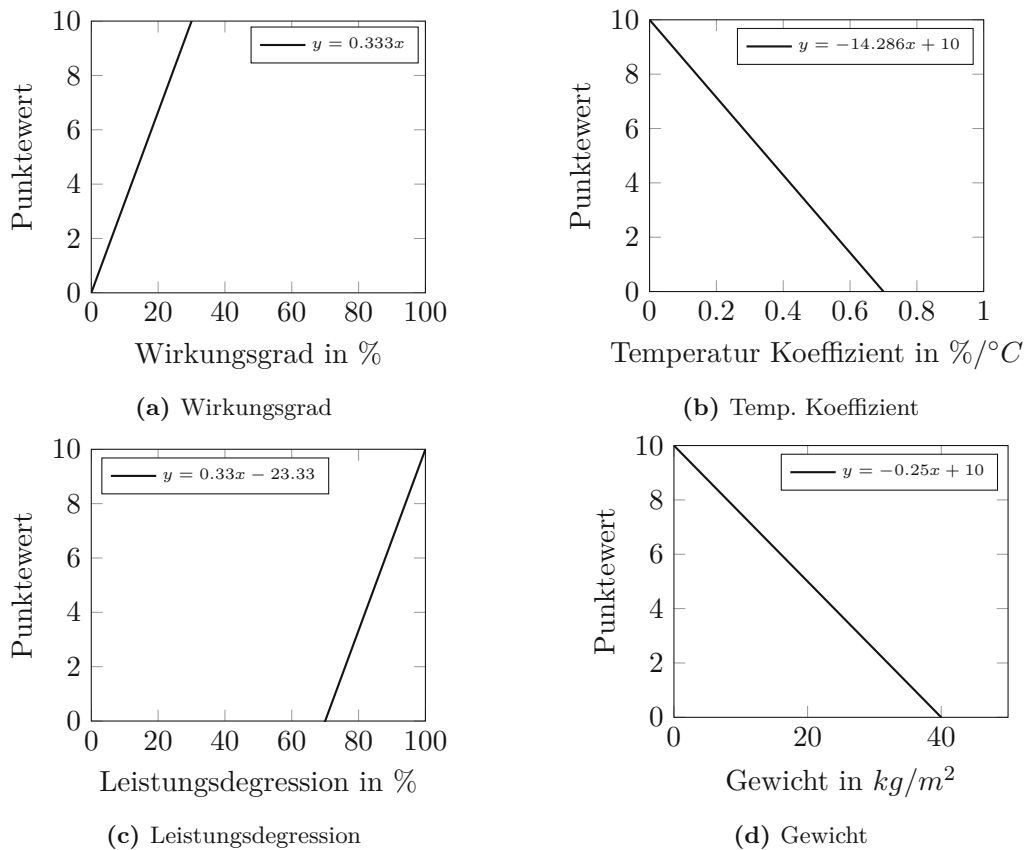 10
8
6
4
2
0
Punktewert
y = 0.333x
0 20 40 60 80 100
Wirkungsgrad in %
(a) Wirkungsgrad
10
8
6
4
2
0
Punktewert
y = −14.286x + 10
0 0.2 0.4 0.6 0.8 1
Temperatur Koeffizient in %/°C
(b) Temp. Koeffizient
10
8
6
4
2
0
Punktewert
y = 0.33x − 23.33
0 20 40 60 80 100
Leistungsdegression in %
(c) Leistungsdegression
10
8
6
4
2
0
Punktewert
y = −0.25x + 10
0 20 40
Gewicht in kg/m²
(d) Gewicht